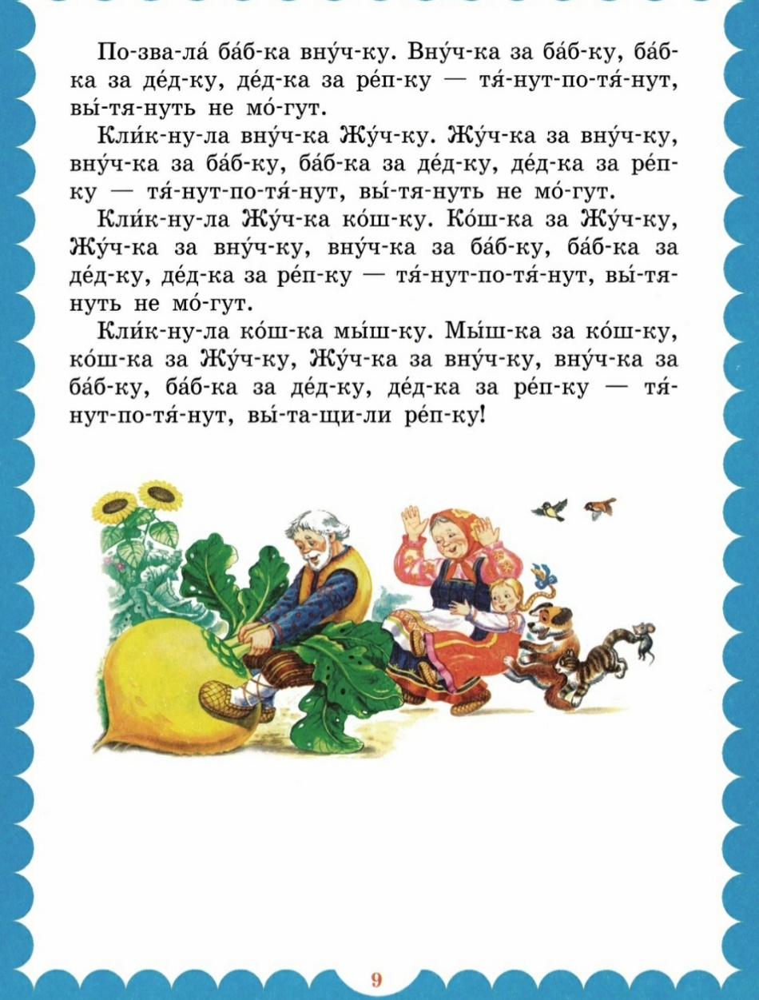 По-зва-ла́ ба́б-ка вну́ч-ку. Вну́ч-ка за ба́б-ку, ба́б-
ка за де́д-ку, де́д-ка за ре́п-ку — тя́-нут-по-тя́-нут,
вы́-тя-нуть не мо́-гут.
Кли́к-ну-ла вну́ч-ка Жу́ч-ку. Жу́ч-ка за вну́ч-ку,
вну́ч-ка за ба́б-ку, ба́б-ка за де́д-ку, де́д-ка за ре́п-
ку — тя́-нут-по-тя́-нут, вы́-тя-нуть не мо́-гут.
Кли́к-ну-ла Жу́ч-ка ко́ш-ку. Ко́ш-ка за Жу́ч-ку,
Жу́ч-ка за вну́ч-ку, вну́ч-ка за ба́б-ку, ба́б-ка за
де́д-ку, де́д-ка за ре́п-ку — тя́-нут-по-тя́-нут, вы́-тя-
нуть не мо́-гут.
Кли́к-ну-ла ко́ш-ка мы́ш-ку. Мы́ш-ка за ко́ш-ку,
ко́ш-ка за Жу́ч-ку, Жу́ч-ка за вну́ч-ку, вну́ч-ка за
ба́б-ку, ба́б-ка за де́д-ку, де́д-ка за ре́п-ку — тя́-
нут-по-тя́-нут, вы́-та-щи-ли ре́п-ку!
9